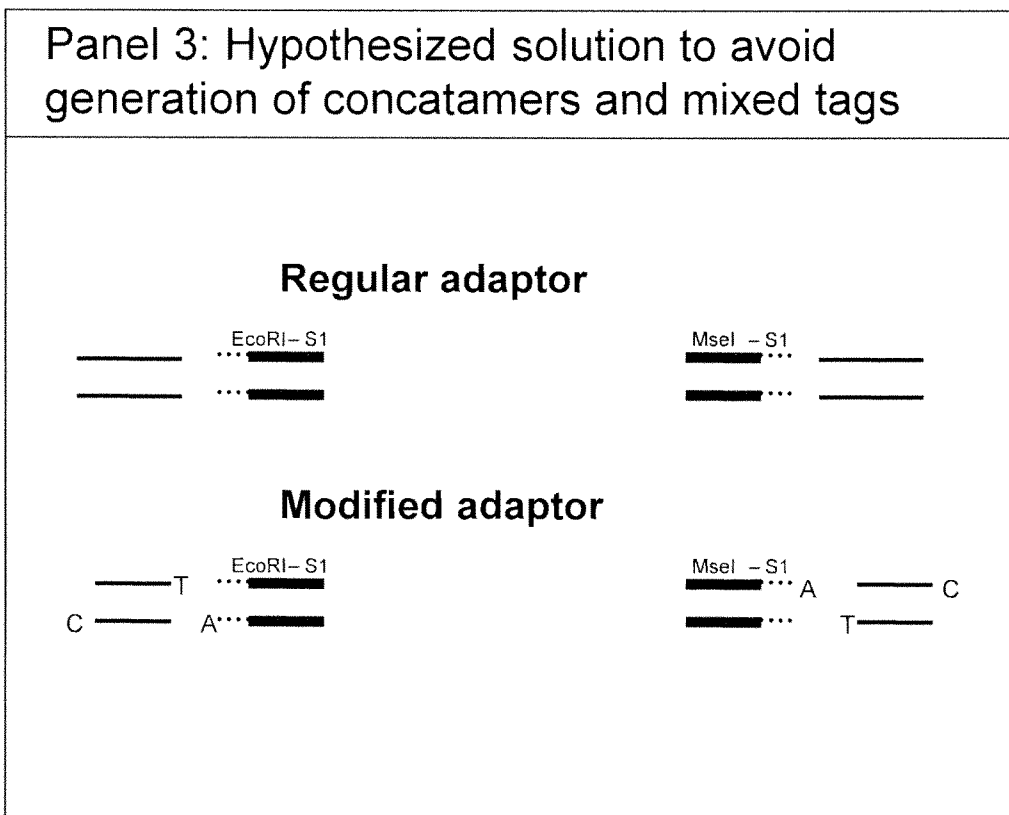 Panel 3: Hypothesized solution to avoid
generation of concatamers and mixed tags
Regular adaptor
EcoRI – S1 MseI – S1
Modified adaptor
EcoRI – S1 MseI – S1
T A C
C A T